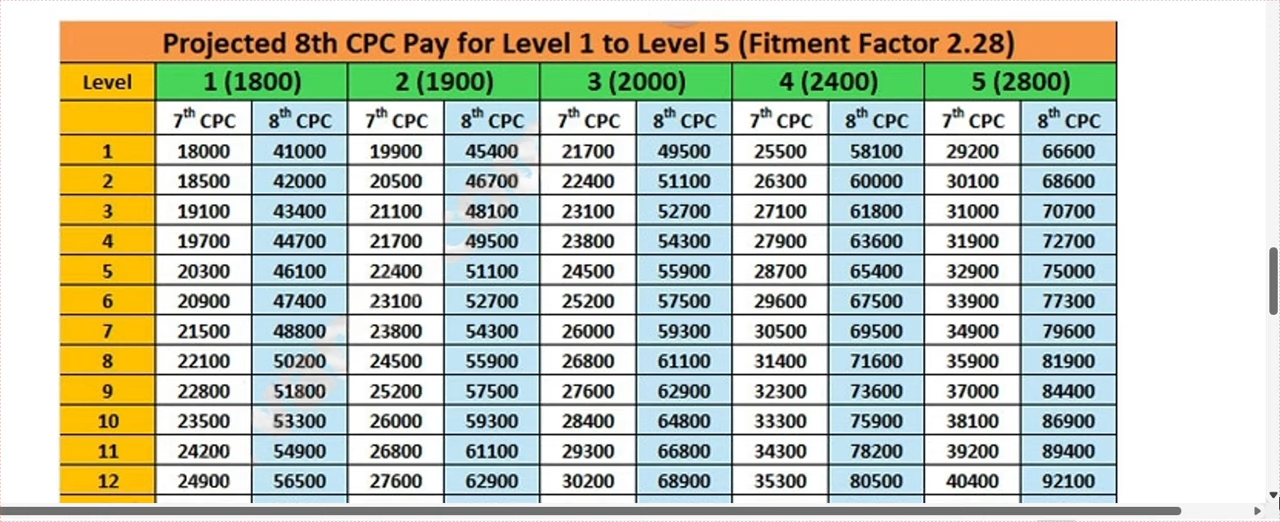 Projected 8th CPC Pay for Level 1 to Level 5 (Fitment Factor 2.28)
Level 1 (1800) 2 (1900) 3 (2000) 4 (2400) 5 (2800)
7th CPC 8th CPC 7th CPC 8th CPC 7th CPC 8th CPC 7th CPC 8th CPC 7th CPC 8th CPC
1 18000 41000 19900 45400 21700 49500 25500 58100 29200 66600
2 18500 42000 20500 46700 22400 51100 26300 60000 30100 68600
3 19100 43400 21100 48100 23100 52700 27100 61800 31000 70700
4 19700 44700 21700 49500 23800 54300 27900 63600 31900 72700
5 20300 46100 22400 51100 24500 55900 28700 65400 32900 75000
6 20900 47400 23100 52700 25200 57500 29600 67500 33900 77300
7 21500 48800 23800 54300 26000 59300 30500 69500 34900 79600
8 22100 50200 24500 55900 26800 61100 31400 71600 35900 81900
9 22800 51800 25200 57500 27600 62900 32300 73600 37000 84400
10 23500 53300 26000 59300 28400 64800 33300 75900 38100 86900
11 24200 54900 26800 61100 29300 66800 34300 78200 39200 89400
12 24900 56500 27600 62900 30200 68900 35300 80500 40400 92100